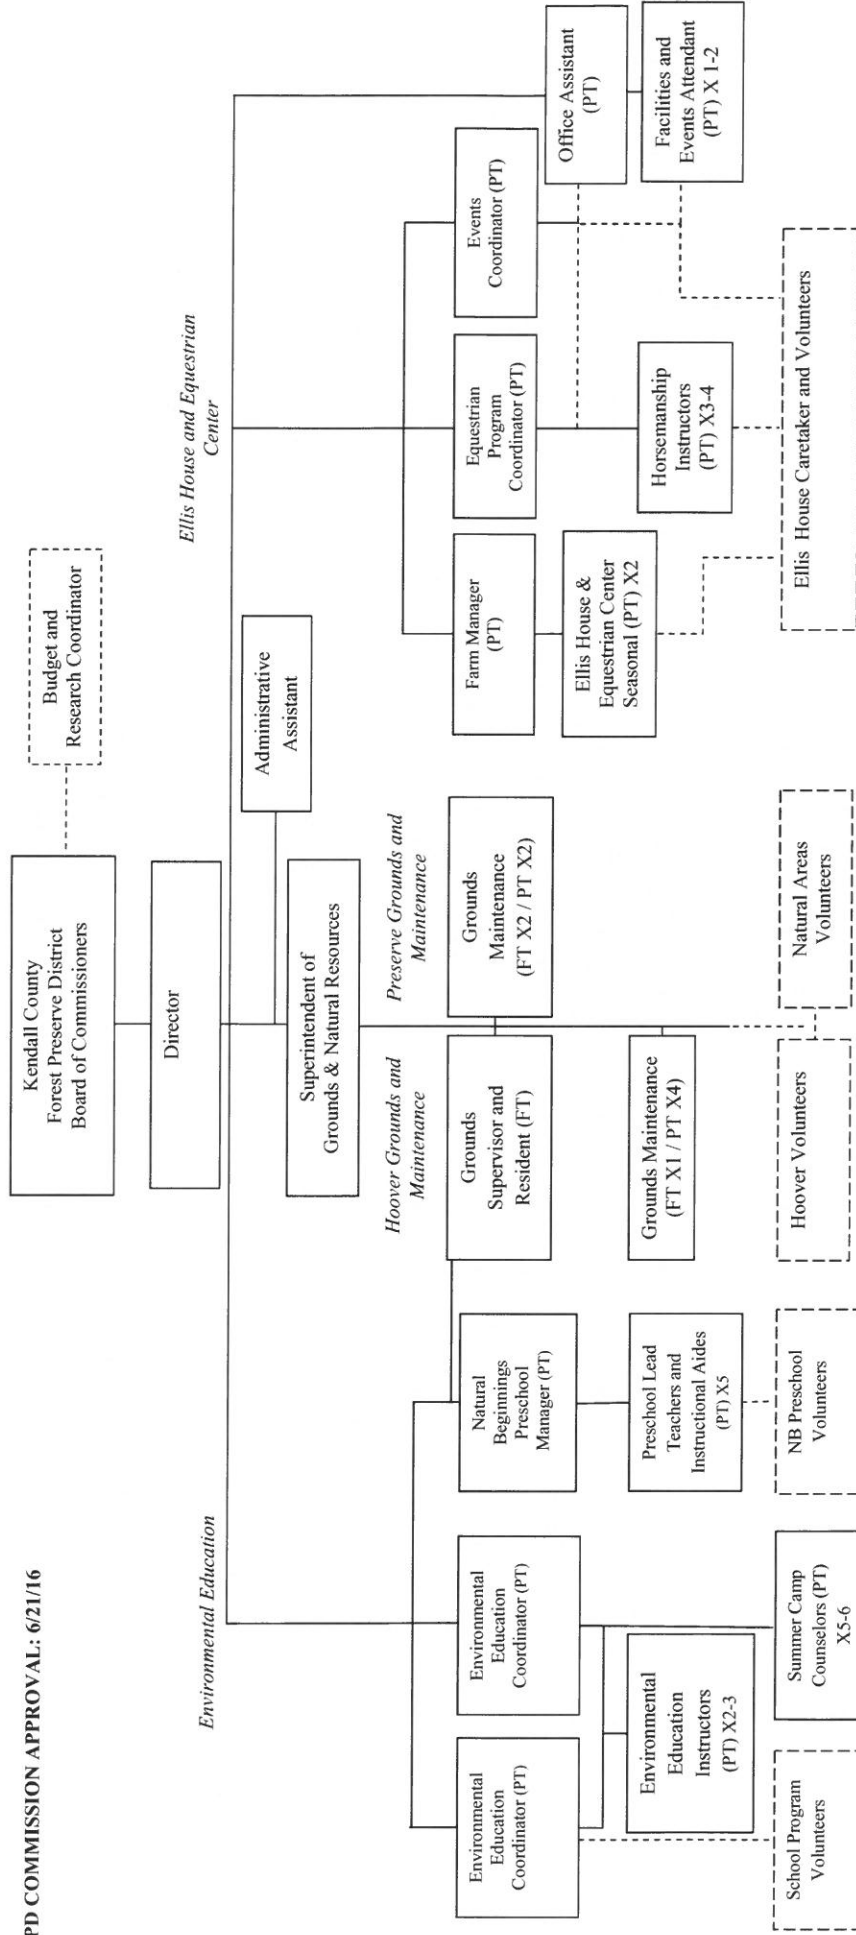 PD COMMISSION APPROVAL: 6/21/16
Kendall County
Forest Preserve District
Board of Commissioners
Budget and
Research Coordinator
Director
Administrative
Assistant
Superintendent of
Grounds & Natural Resources
Environmental Education
Hoover Grounds and
Maintenance
Preserve Grounds and
Maintenance
Ellis House and Equestrian
Center
Environmental
Education
Coordinator (PT)
Environmental
Education
Coordinator (PT)
Natural
Beginnings
Preschool
Manager (PT)
Grounds
Supervisor and
Resident (FT)
Grounds
Maintenance
(FT X2 / PT X2)
Farm Manager
(PT)
Equestrian
Program
Coordinator (PT)
Events
Coordinator (PT)
Office Assistant
(PT)
Environmental
Education
Instructors
(PT) X2-3
Preschool Lead
Teachers and
Instructional Aides
(PT) X5
Grounds Maintenance
(FT X1 / PT X4)
Ellis House &
Equestrian Center
Seasonal (PT) X2
Horsemanship
Instructors
(PT) X3-4
Facilities and
Events Attendant
(PT) X 1-2
School Program
Volunteers
Summer Camp
Counselors (PT)
X5-6
NB Preschool
Volunteers
Hoover Volunteers
Natural Areas
Volunteers
Ellis House Caretaker and Volunteers